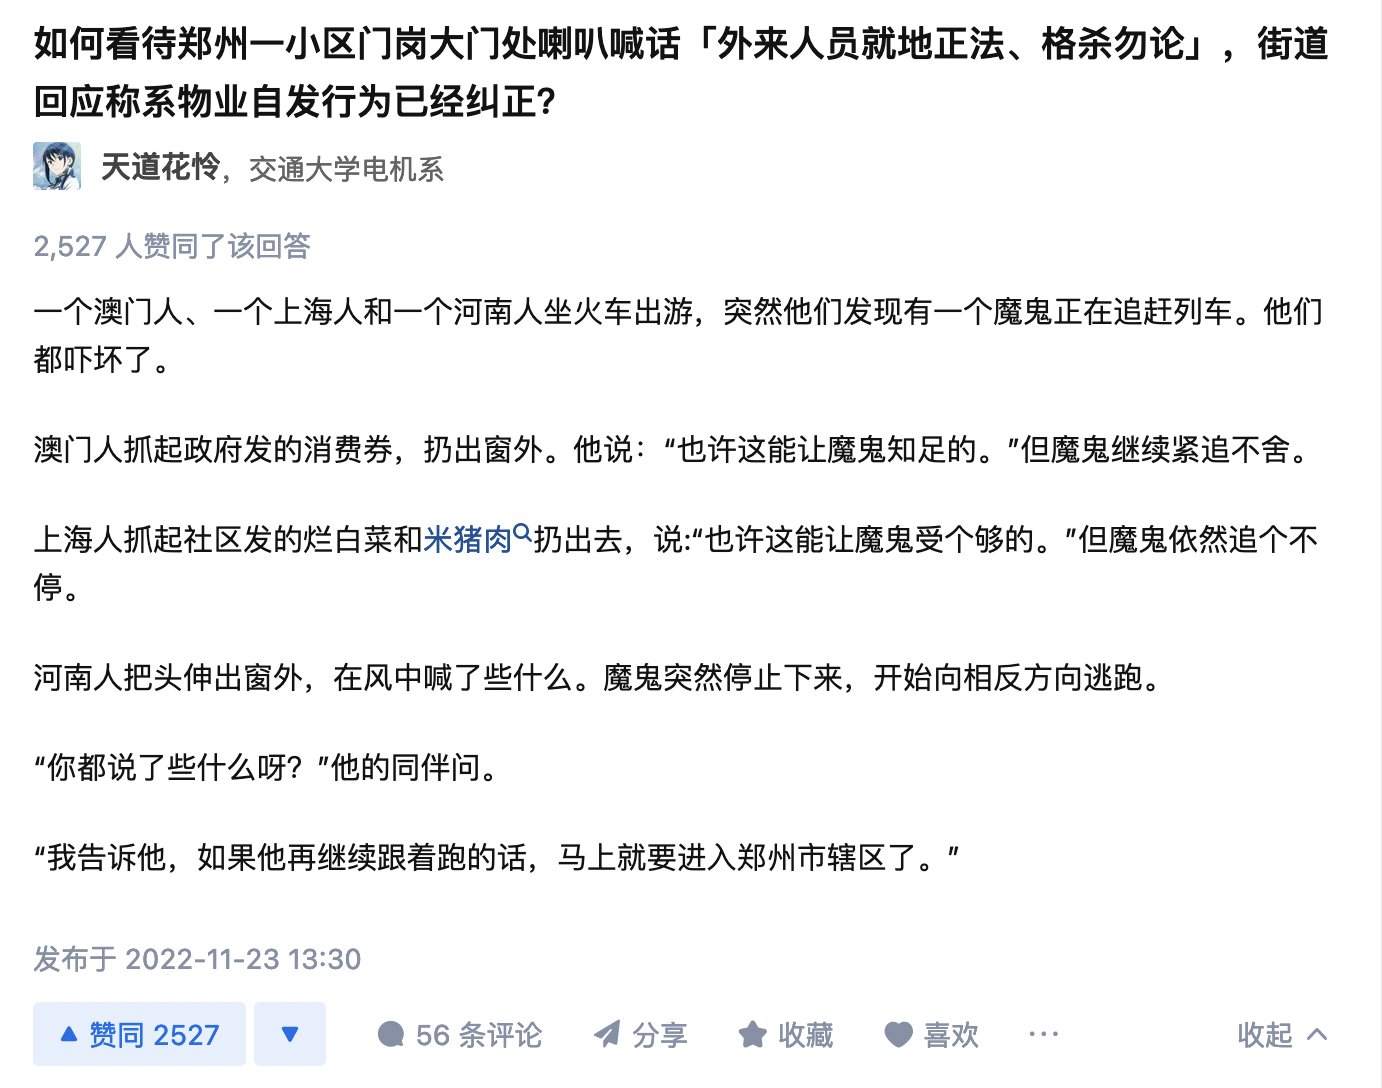 如何看待郑州一小区门岗大门处喇叭喊话「外来人员就地正法、格杀勿论」，街道
回应称系物业自发行为已经纠正？
天道花怜，交通大学电机系
2,527 人赞同了该回答
一个澳门人、一个上海人和一个河南人坐火车出游，突然他们发现有一个魔鬼正在追赶列车。他们
都吓坏了。
澳门人抓起政府发的消费券，扔出窗外。他说：“也许这能让魔鬼知足的。”但魔鬼继续紧追不舍。
上海人抓起社区发的烂白菜和米猪肉扔出去，说:“也许这能让魔鬼受个够的。”但魔鬼依然追个不
停。
河南人把头伸出窗外，在风中喊了些什么。魔鬼突然停止下来，开始向相反方向逃跑。
“你都说了些什么呀？”他的同伴问。
“我告诉他，如果他再继续跟着跑的话，马上就要进入郑州市辖区了。”
发布于 2022-11-23 13:30
赞同 2527 56 条评论 分享 收藏 喜欢 ··· 收起